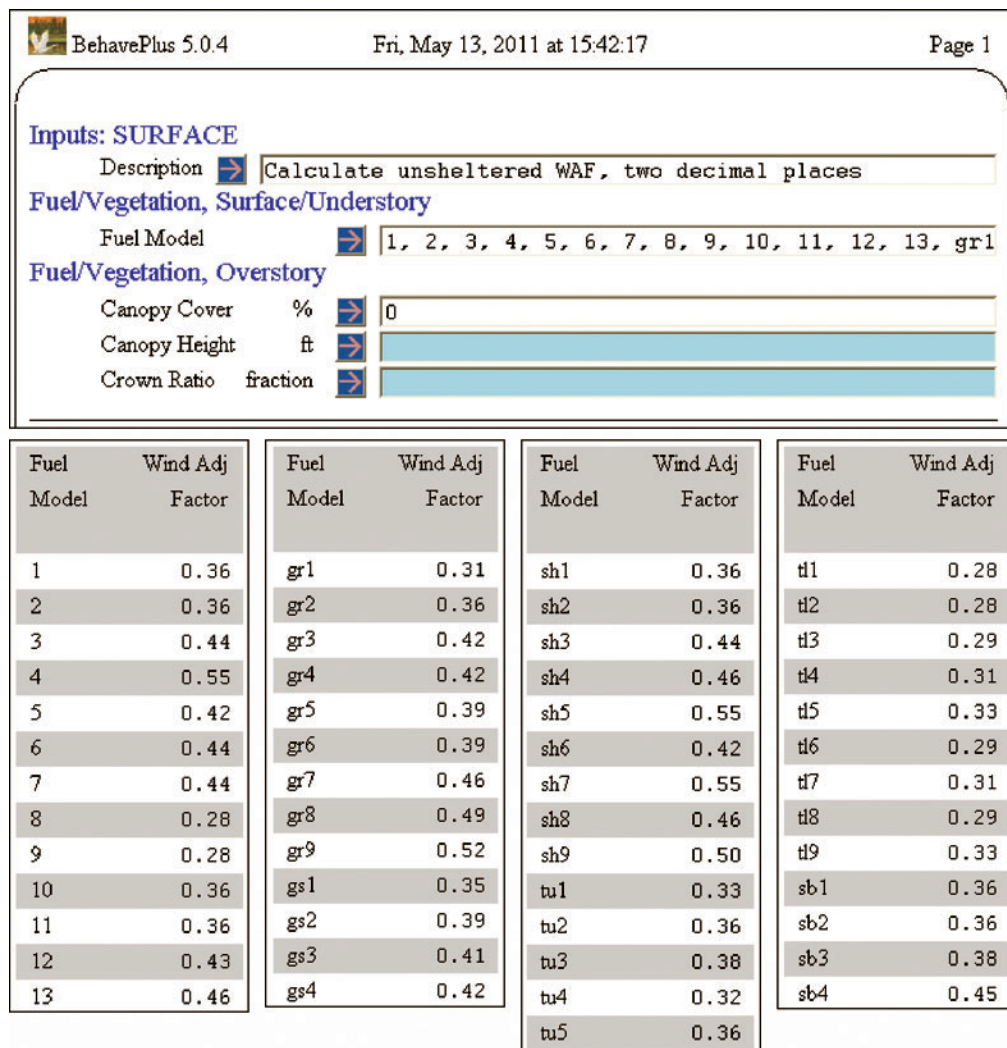 BehavePlus 5.0.4 Fri, May 13, 2011 at 15:42:17 Page 1
Inputs: SURFACE
Description Calculate unsheltered WAF, two decimal places
Fuel/Vegetation, Surface/Understory
Fuel Model 1, 2, 3, 4, 5, 6, 7, 8, 9, 10, 11, 12, 13, gr1
Fuel/Vegetation, Overstory
Canopy Cover % 0
Canopy Height ft
Crown Ratio fraction
Fuel Wind Adj
Model Factor
1 0.36
2 0.36
3 0.44
4 0.55
5 0.42
6 0.44
7 0.44
8 0.28
9 0.28
10 0.36
11 0.36
12 0.43
13 0.46
Fuel Wind Adj
Model Factor
gr1 0.31
gr2 0.36
gr3 0.42
gr4 0.42
gr5 0.39
gr6 0.39
gr7 0.46
gr8 0.49
gr9 0.52
gs1 0.35
gs2 0.39
gs3 0.41
gs4 0.42
Fuel Wind Adj
Model Factor
sh1 0.36
sh2 0.36
sh3 0.44
sh4 0.46
sh5 0.55
sh6 0.42
sh7 0.55
sh8 0.46
sh9 0.50
tu1 0.33
tu2 0.36
tu3 0.38
tu4 0.32
tu5 0.36
Fuel Wind Adj
Model Factor
tl1 0.28
tl2 0.28
tl3 0.29
tl4 0.31
tl5 0.33
tl6 0.29
tl7 0.31
tl8 0.29
tl9 0.33
sb1 0.36
sb2 0.36
sb3 0.38
sb4 0.45